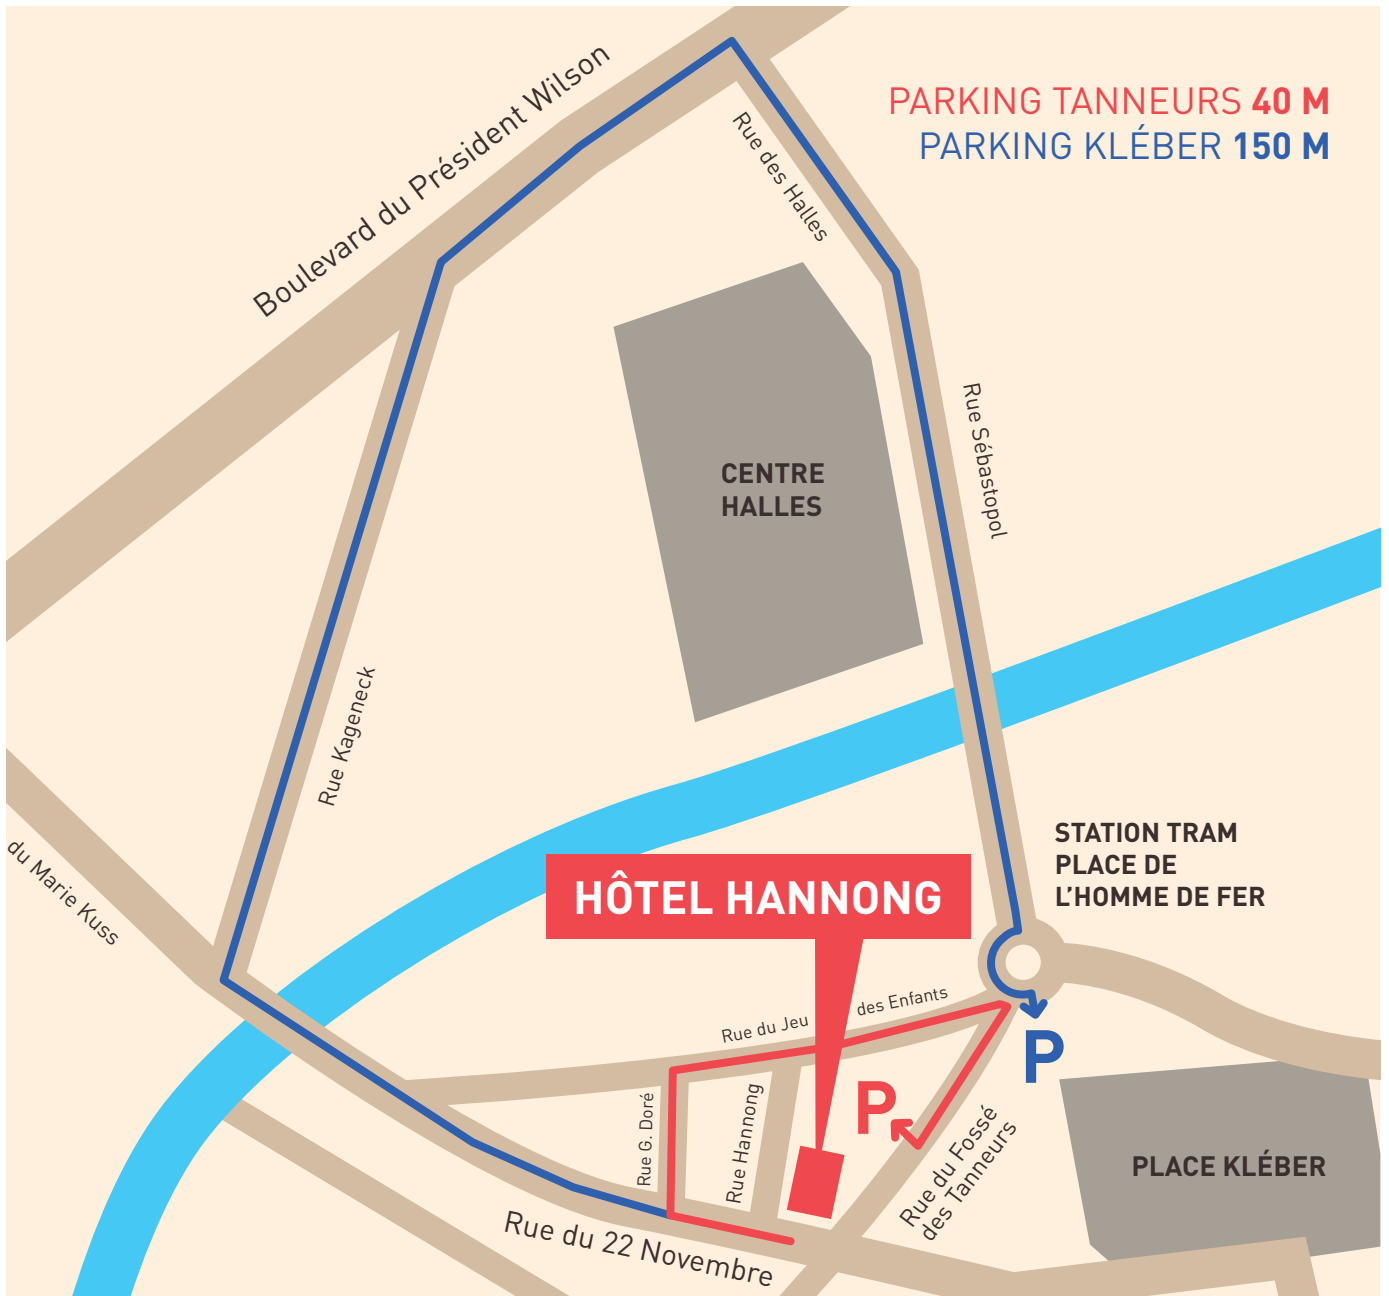 Boulevard du Président Wilson
PARKING TANNEURS 40 M
PARKING KLÉBER 150 M
Rue des Halles
Rue Sébastopol
CENTRE
HALLES
Rue Kageneck
du Marie Kuss
STATION TRAM
PLACE DE
L'HOMME DE FER
HÔTEL HANNONG
Rue du Jeu des Enfants
P
P
Rue G. Doré
Rue Hannong
Rue du Fossé
des Tanneurs
PLACE KLÉBER
Rue du 22 Novembre